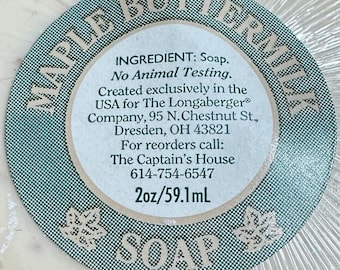 MAPLE BUTTERMILK
INGREDIENT: Soap.
No Animal Testing.
Created exclusively in the
USA for The Longaberger®
Company, 95 N. Chestnut St.,
Dresden, OH 43821
For reorders call:
The Captain's House
614-754-6547
2oz/59.1mL
SOAP